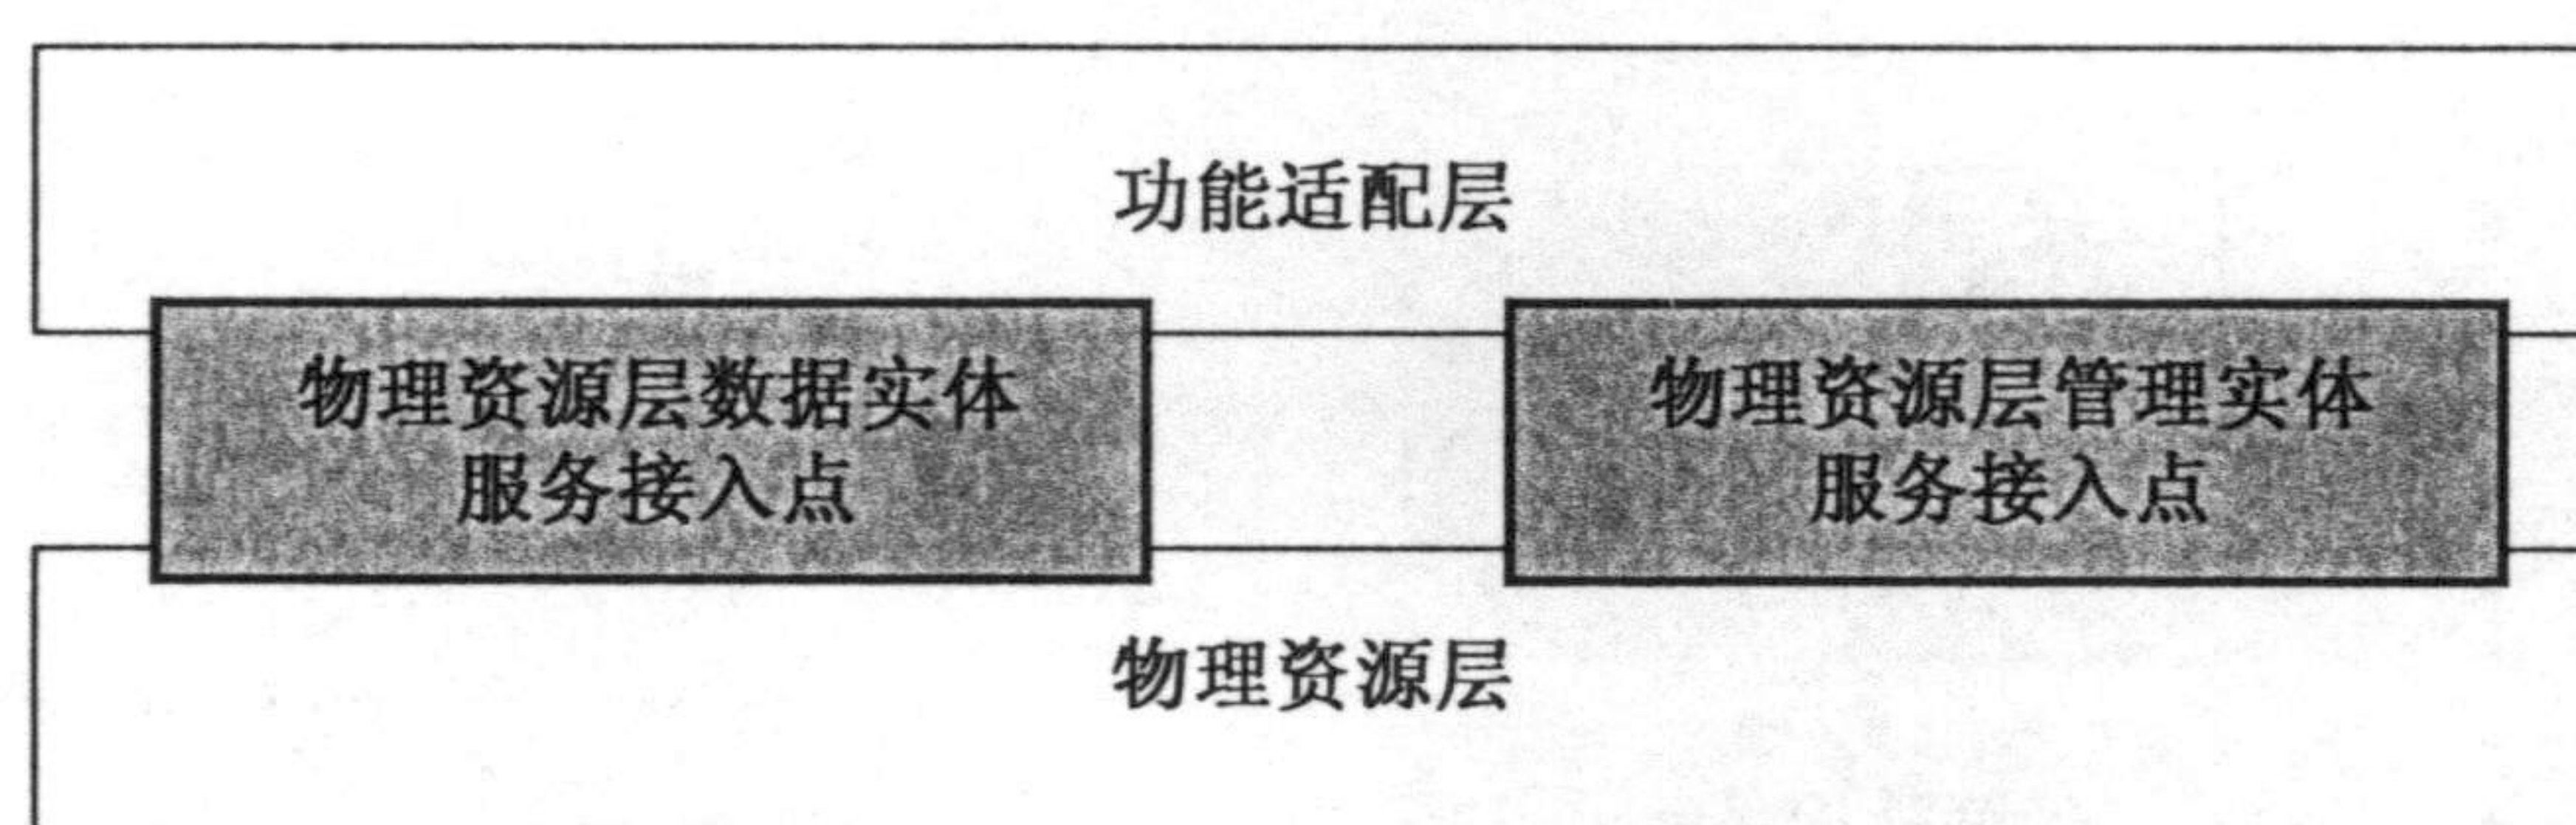 功能适配层
物理资源层数据实体
服务接入点
物理资源层管理实体
服务接入点
物理资源层